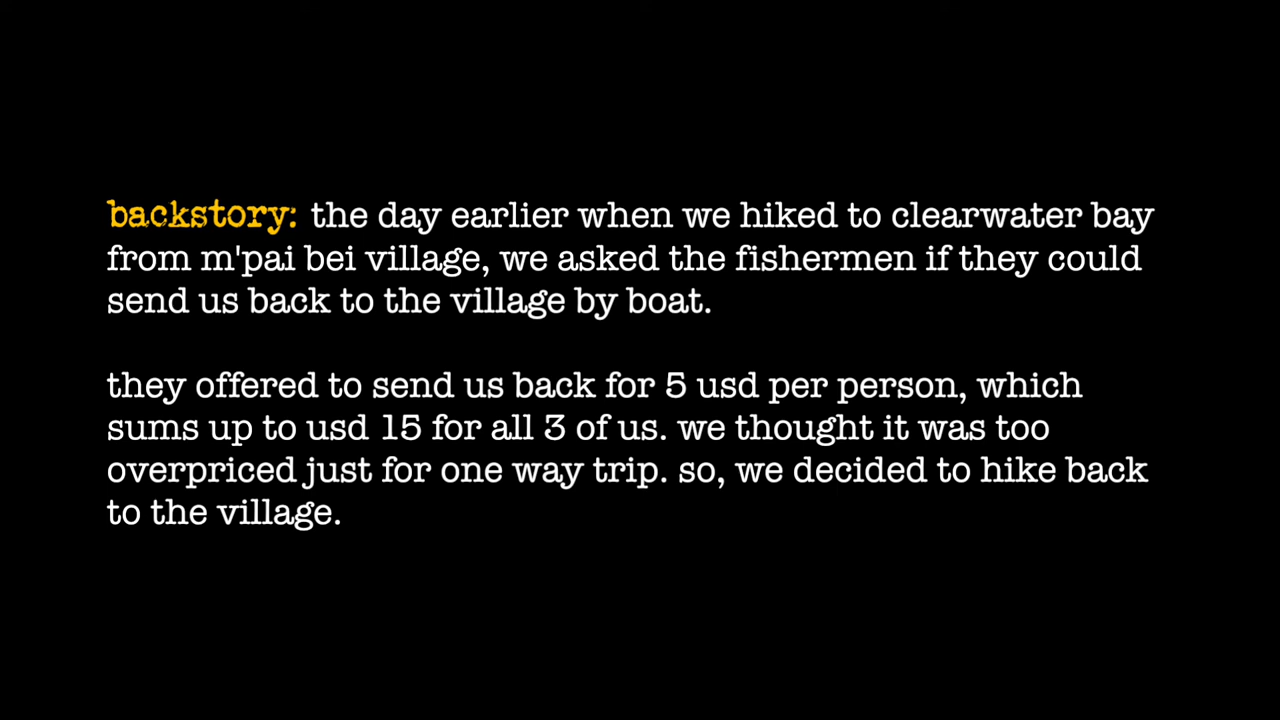 backstory: the day earlier when we hiked to clearwater bay
from m'pai bei village, we asked the fishermen if they could
send us back to the village by boat.
they offered to send us back for 5 usd per person, which
sums up to usd 15 for all 3 of us. we thought it was too
overpriced just for one way trip. so, we decided to hike back
to the village.